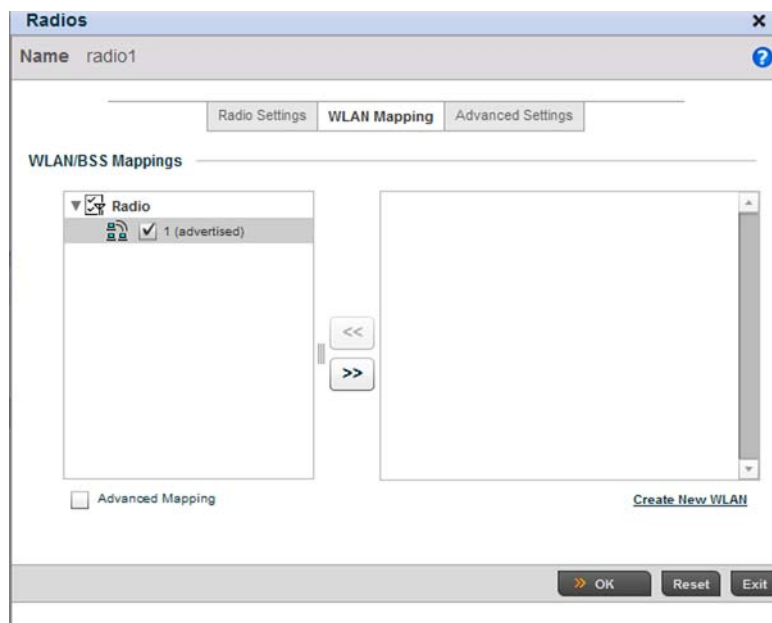 Radios
Name radio1
Radio Settings WLAN Mapping Advanced Settings
WLAN/BSS Mappings
Radio
1 (advertised)
<<
>>
Advanced Mapping
Create New WLAN
OK Reset Exit